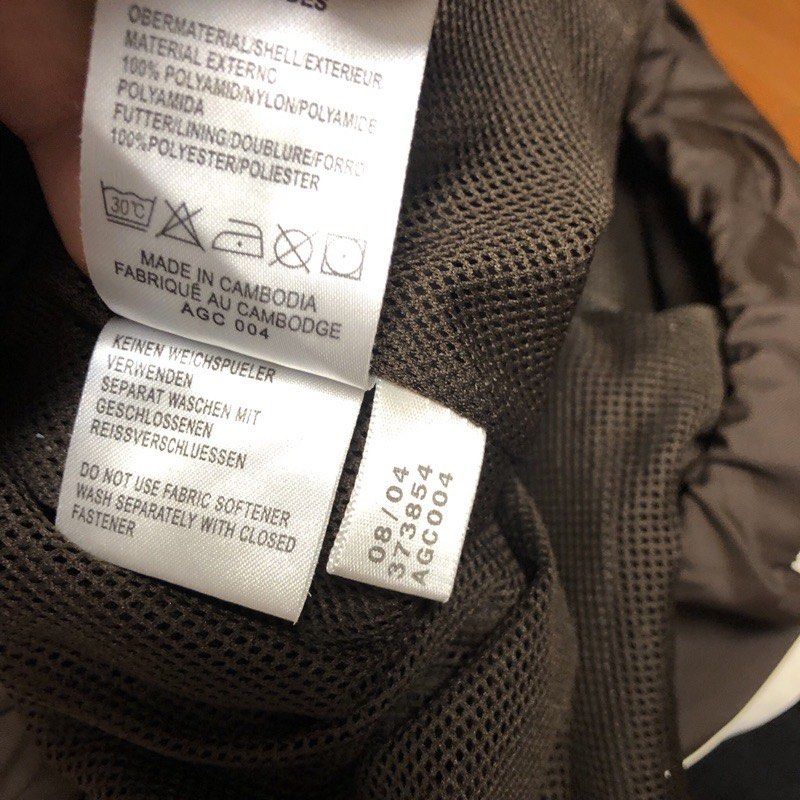 OBERMATERIAL/SHELL/EXTERIEUR
MATERIAL EXTERNO
100% POLYAMID/NYLON/POLYAMIDE
POLYAMIDA
FUTTER/LINING/DOUBLURE/FORRO
100%POLYESTER/POLIESTER
30°C
MADE IN CAMBODIA
FABRIQUÉ AU CAMBODGE
AGC 004
KEINEN WEICHSPUELER
VERWENDEN
SEPARAT WASCHEN MIT
GESCHLOSSENEN
REISSVERSCHLUESSEN
DO NOT USE FABRIC SOFTENER
WASH SEPARATELY WITH CLOSED
FASTENER
08/04
373854
AGC004